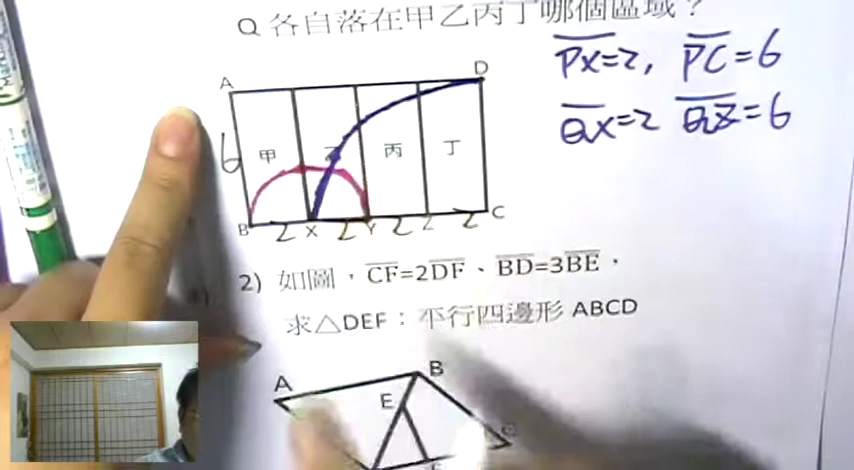 Q 各自落在甲乙丙丁哪個區域？
PX=2, PC=6
QX=2 QZ=6
A D
6 甲 乙 丙 丁
B 2 X 2 Y 2 Z 2 C
2) 如圖，CF=2DF、BD=3BE，
求△DEF：平行四邊形 ABCD
A B
E C
F